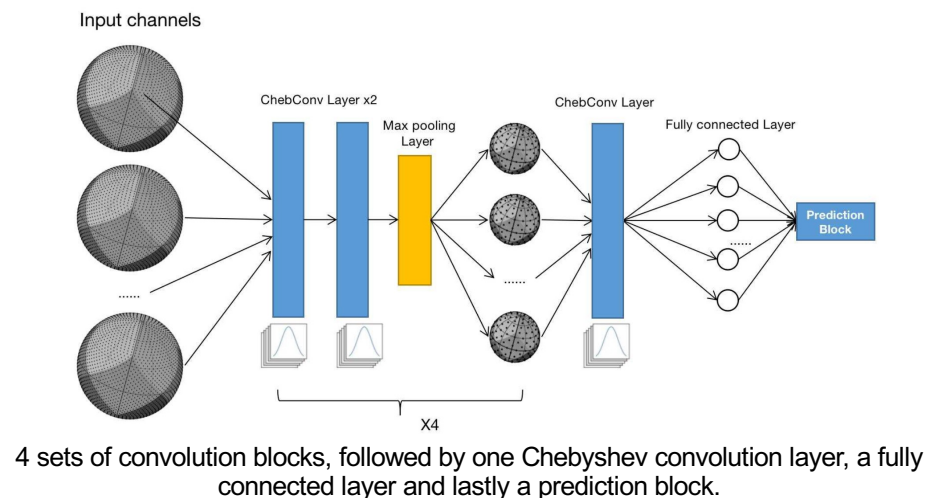 Input channels
ChebConv Layer x2
Max pooling
Layer
ChebConv Layer
Fully connected Layer
Prediction
Block
......
......
......
X4
4 sets of convolution blocks, followed by one Chebyshev convolution layer, a fully
connected layer and lastly a prediction block.